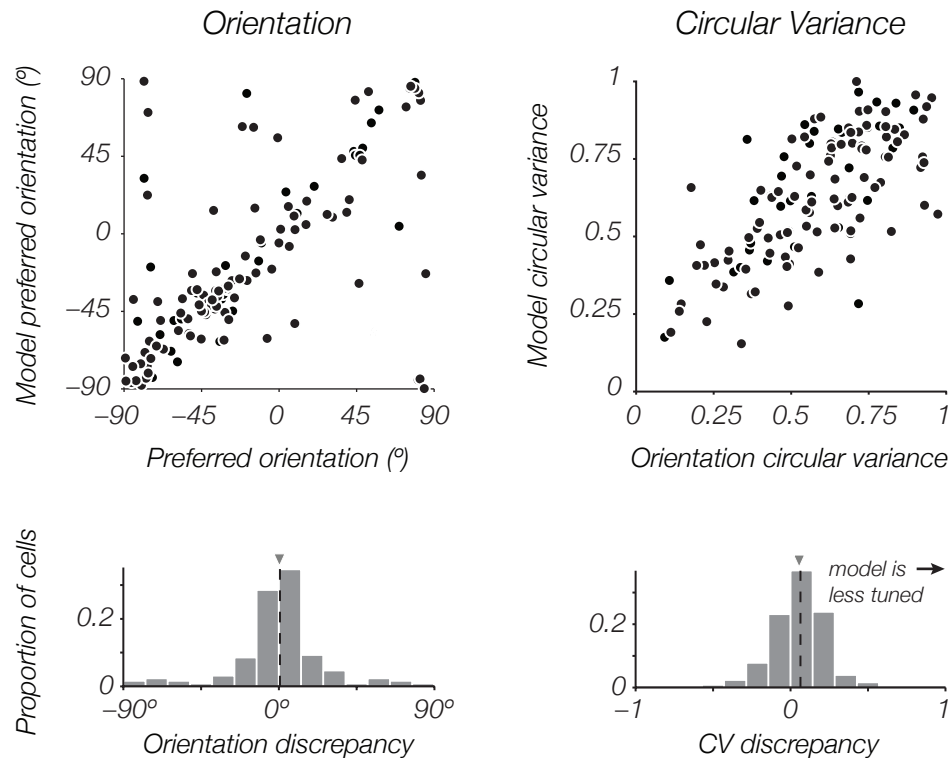 Orientation
Model preferred orientation (º)
90
45
0
–45
–90
–90 –45 0 45 90
Preferred orientation (º)
Circular Variance
Model circular variance
1
0.75
0.5
0.25
0
0 0.25 0.5 0.75 1
Orientation circular variance
Proportion of cells
0.2
0
–90º 0º 90º
Orientation discrepancy
model is
less tuned
0.2
0
–1 0 1
CV discrepancy